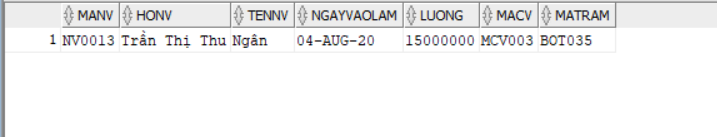 MANV HONV TENNV NGAYVAOLAM LUONG MACV MATRAM
1 NV0013 Trần Thị Thu Ngân 04-AUG-20 15000000 MCV003 BOT035